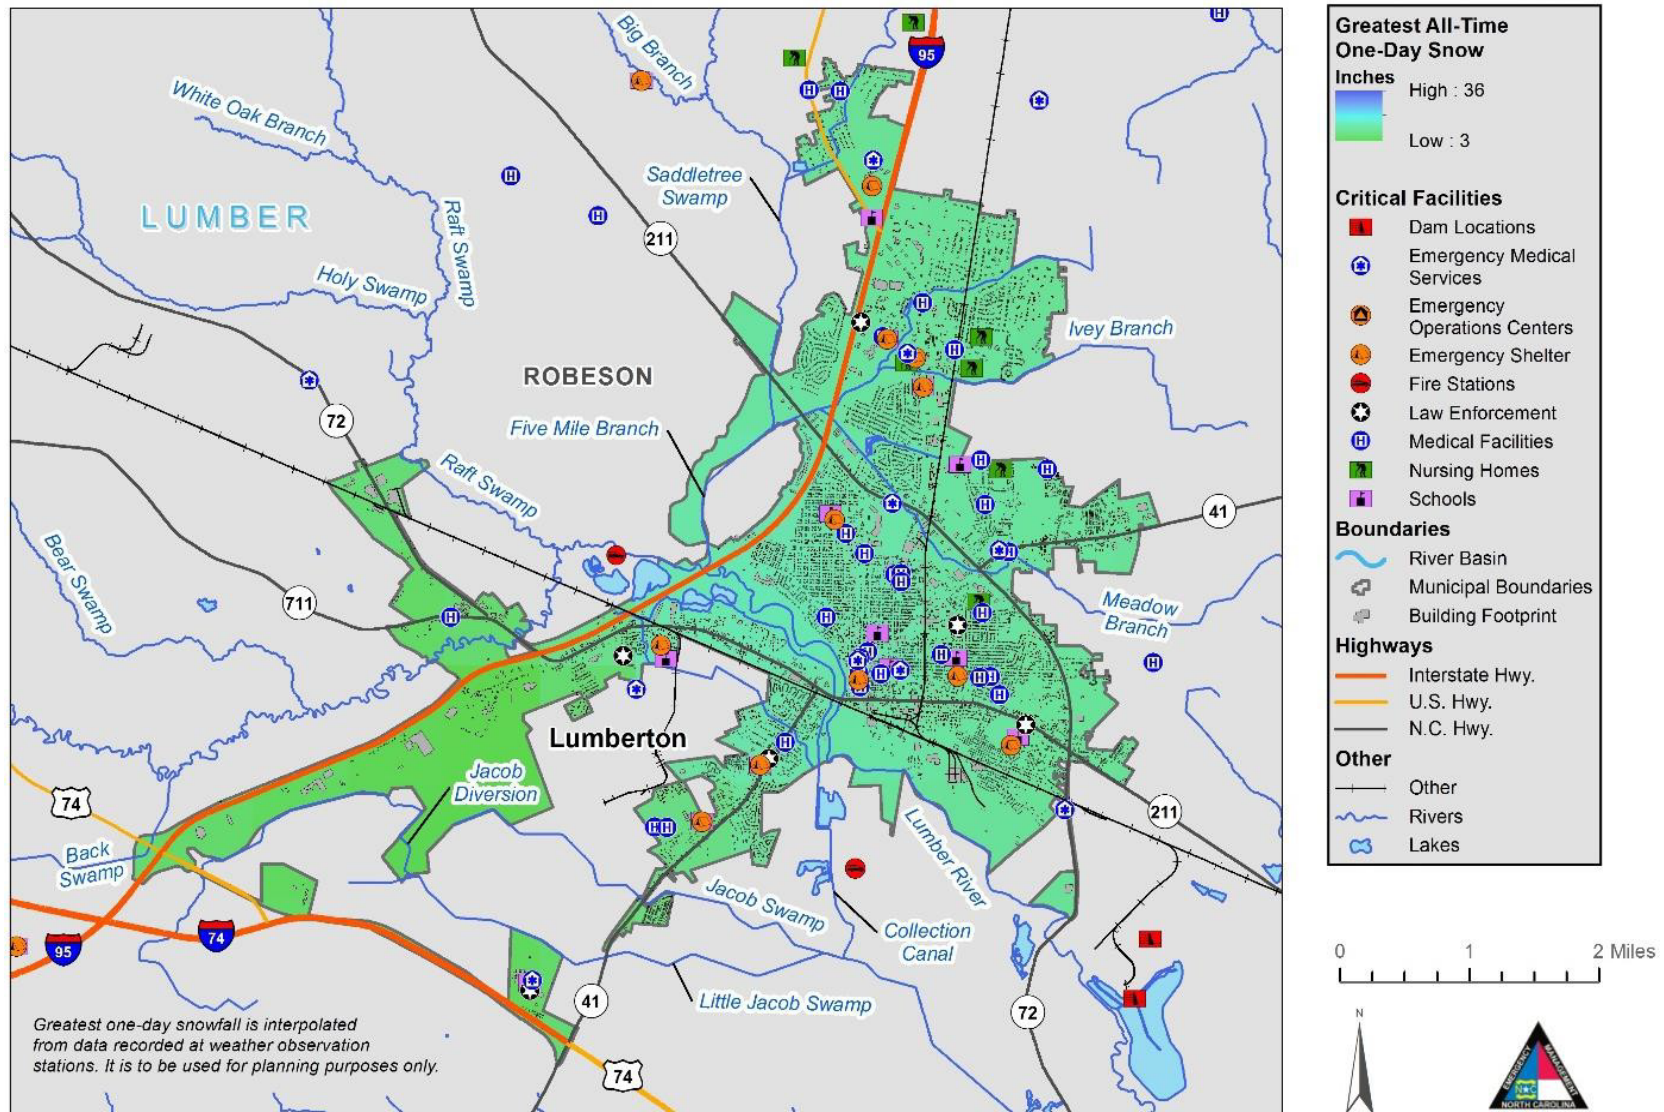 Big Branch
95
White Oak Branch
Saddletree
Swamp
LUMBER
Raft Swamp
211
Holy Swamp
Ivey Branch
ROBESON
72
Five Mile Branch
Raft Swamp
41
Bear Swamp
711
Meadow
Branch
Lumberton
74
Jacob
Diversion
211
Back
Swamp
Lumber River
Jacob Swamp
Collection
Canal
95
74
41
Little Jacob Swamp
72
74
Greatest one-day snowfall is interpolated
from data recorded at weather observation
stations. It is to be used for planning purposes only.
Greatest All-Time
One-Day Snow
Inches
High : 36
Low : 3
Critical Facilities
Dam Locations
Emergency Medical
Services
Emergency
Operations Centers
Emergency Shelter
Fire Stations
Law Enforcement
Medical Facilities
Nursing Homes
Schools
Boundaries
River Basin
Municipal Boundaries
Building Footprint
Highways
Interstate Hwy.
U.S. Hwy.
N.C. Hwy.
Other
Other
Rivers
Lakes
0 1 2 Miles
N
EMERGENCY
MANAGEMENT
NC
NORTH CAROLINA